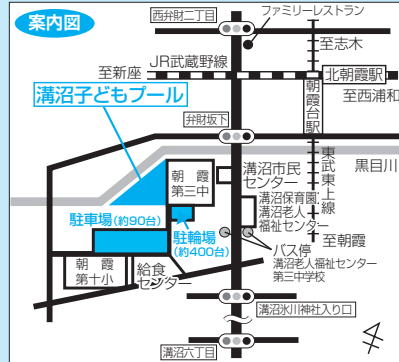 案内図
西弁財二丁目
ファミリーレストラン
至志木
JR武蔵野線
至新座
北朝霞駅
至西浦和
朝霞台駅
溝沼子どもプール
弁財坂下
東武東上線
黒目川
朝霞
第三中
溝沼市民
センター
溝沼保育園
溝沼老人
福祉センター
駐車場(約90台)
駐輪場
(約400台)
至朝霞
バス停
溝沼老人福祉センター
第三中学校
朝霞
第十小
給食
センター
溝沼氷川神社入り口
溝沼六丁目